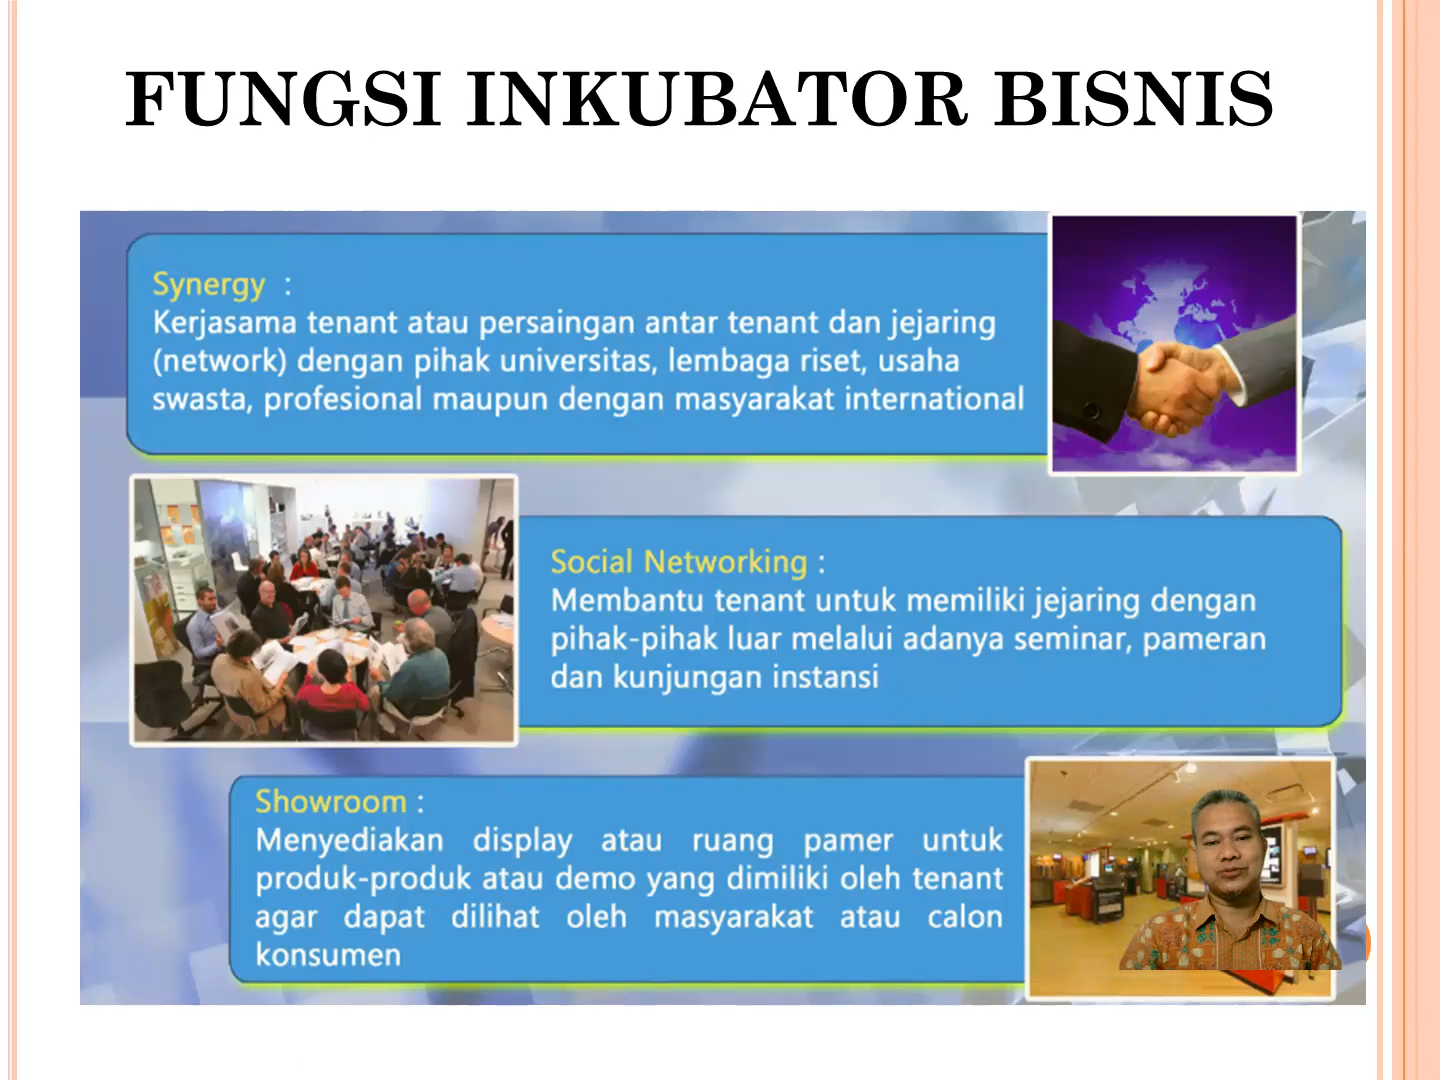 FUNGSI INKUBATOR BISNIS
Synergy :
Kerjasama tenant atau persaingan antar tenant dan jejaring
(network) dengan pihak universitas, lembaga riset, usaha
swasta, profesional maupun dengan masyarakat international
Social Networking :
Membantu tenant untuk memiliki jejaring dengan
pihak-pihak luar melalui adanya seminar, pameran
dan kunjungan instansi
Showroom :
Menyediakan display atau ruang pamer untuk
produk-produk atau demo yang dimiliki oleh tenant
agar dapat dilihat oleh masyarakat atau calon
konsumen